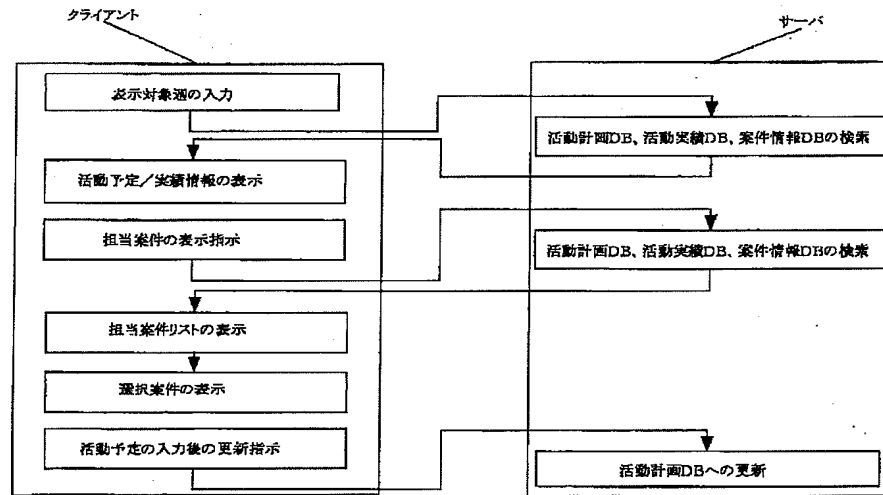 クライアント
サーバ
表示対象週の入力
活動計画DB、活動実績DB、案件情報DBの検索
活動予定／実績情報の表示
担当案件の表示指示
活動計画DB、活動実績DB、案件情報DBの検索
担当案件リストの表示
選択案件の表示
活動予定の入力後の更新指示
活動計画DBへの更新